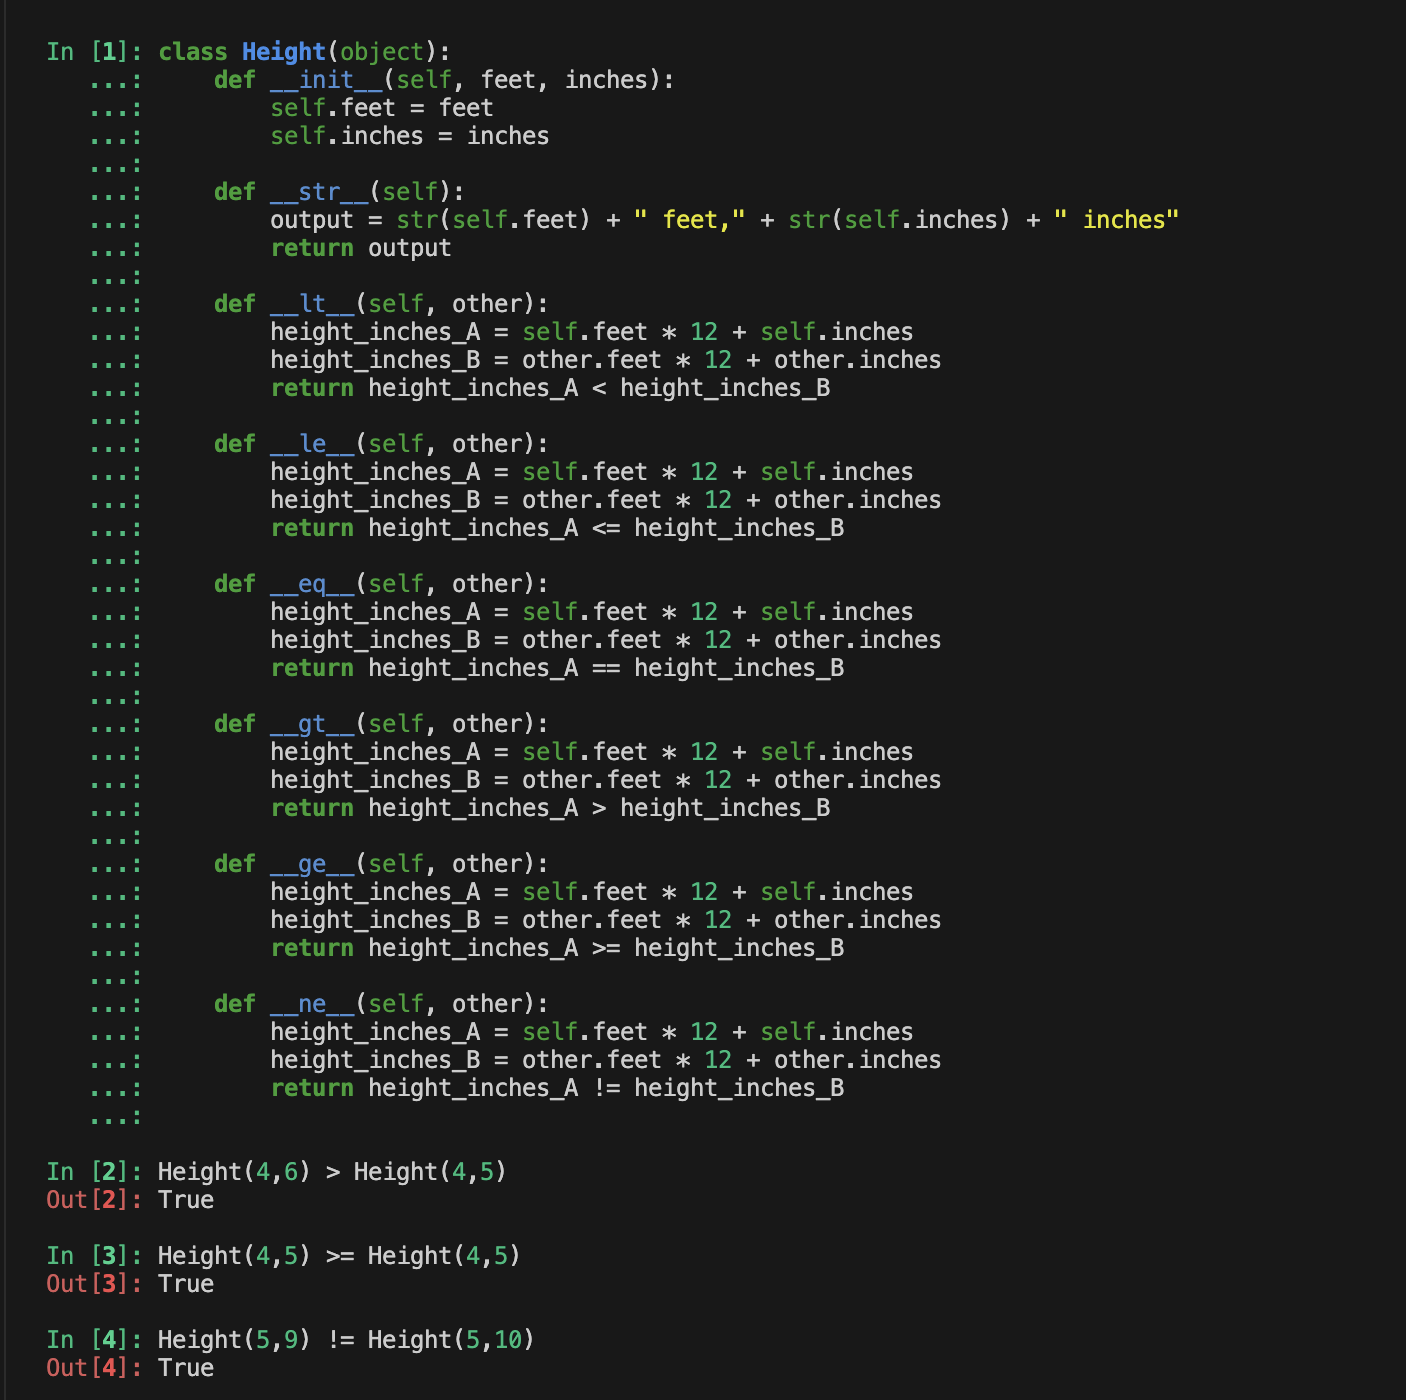 In [1]: class Height(object):
   ...:     def __init__(self, feet, inches):
   ...:         self.feet = feet
   ...:         self.inches = inches
   ...:
   ...:     def __str__(self):
   ...:         output = str(self.feet) + " feet," + str(self.inches) + " inches"
   ...:         return output
   ...:
   ...:     def __lt__(self, other):
   ...:         height_inches_A = self.feet * 12 + self.inches
   ...:         height_inches_B = other.feet * 12 + other.inches
   ...:         return height_inches_A < height_inches_B
   ...:
   ...:     def __le__(self, other):
   ...:         height_inches_A = self.feet * 12 + self.inches
   ...:         height_inches_B = other.feet * 12 + other.inches
   ...:         return height_inches_A <= height_inches_B
   ...:
   ...:     def __eq__(self, other):
   ...:         height_inches_A = self.feet * 12 + self.inches
   ...:         height_inches_B = other.feet * 12 + other.inches
   ...:         return height_inches_A == height_inches_B
   ...:
   ...:     def __gt__(self, other):
   ...:         height_inches_A = self.feet * 12 + self.inches
   ...:         height_inches_B = other.feet * 12 + other.inches
   ...:         return height_inches_A > height_inches_B
   ...:
   ...:     def __ge__(self, other):
   ...:         height_inches_A = self.feet * 12 + self.inches
   ...:         height_inches_B = other.feet * 12 + other.inches
   ...:         return height_inches_A >= height_inches_B
   ...:
   ...:     def __ne__(self, other):
   ...:         height_inches_A = self.feet * 12 + self.inches
   ...:         height_inches_B = other.feet * 12 + other.inches
   ...:         return height_inches_A != height_inches_B
   ...:
In [2]: Height(4,6) > Height(4,5)
Out[2]: True
In [3]: Height(4,5) >= Height(4,5)
Out[3]: True
In [4]: Height(5,9) != Height(5,10)
Out[4]: True